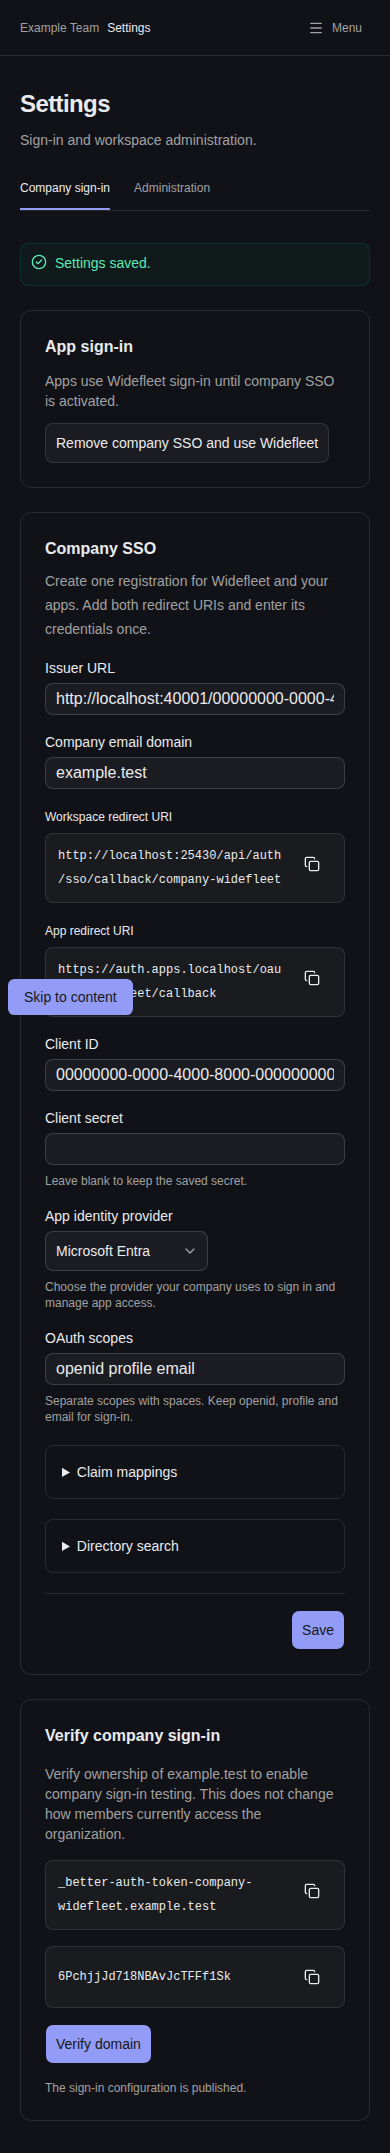 Example Team Settings Menu
Settings
Sign-in and workspace administration.
Company sign-in Administration
Settings saved.
App sign-in
Apps use Widefleet sign-in until company SSO
is activated.
Remove company SSO and use Widefleet
Company SSO
Create one registration for Widefleet and your
apps. Add both redirect URIs and enter its
credentials once.
Issuer URL
http://localhost:40001/00000000-0000-4
Company email domain
example.test
Workspace redirect URI
http://localhost:25430/api/auth
/sso/callback/company-widefleet
App redirect URI
https://auth.apps.localhost/oau
Skip to content
eet/callback
Client ID
00000000-0000-4000-8000-000000000
Client secret
Leave blank to keep the saved secret.
App identity provider
Microsoft Entra
Choose the provider your company uses to sign in and
manage app access.
OAuth scopes
openid profile email
Separate scopes with spaces. Keep openid, profile and
email for sign-in.
Claim mappings
Directory search
Save
Verify company sign-in
Verify ownership of example.test to enable
company sign-in testing. This does not change
how members currently access the
organization.
_better-auth-token-company-
widefleet.example.test
6PchjjJd718NBAvJcTFFf1Sk
Verify domain
The sign-in configuration is published.